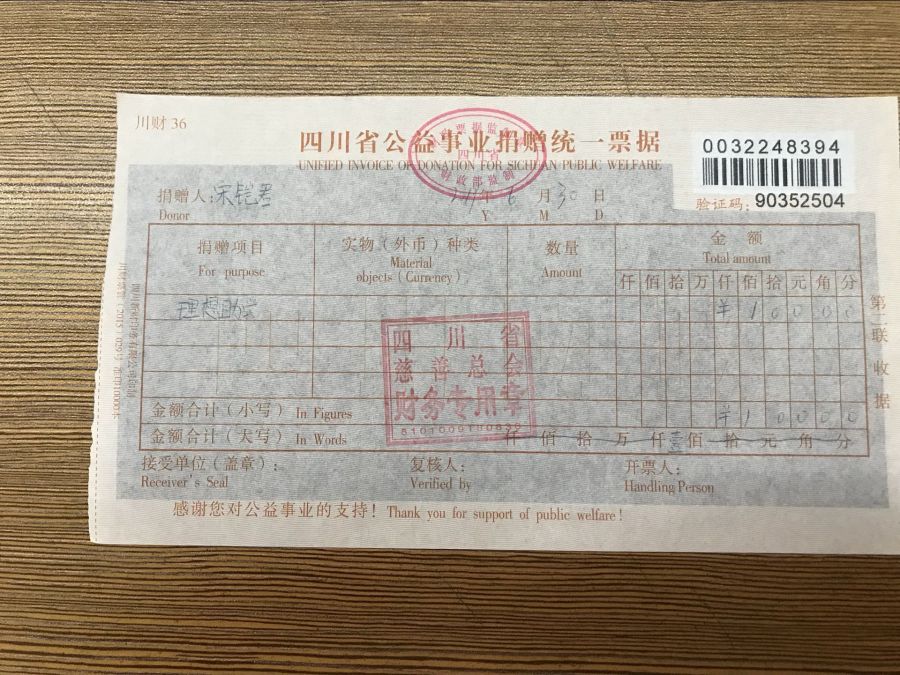 川财 36
四川省公益事业捐赠统一票据
UNIFIED INVOICE OF DONATION FOR SICHUAN PUBLIC WELFARE
0032248394
验证码: 90352504
捐赠人: 宋
Donor
年 6 月 30 日
Y M D
捐赠项目
For purpose
实物（外币）种类
Material
objects (Currency)
数量
Amount
金额
Total amount
仟 佰 拾 万 仟 佰 拾 元 角 分
理想助学
¥ 1 0 0 0 0
四川省
慈善总会
财务专用章
金额合计（小写） In Figures ¥ 1 0 0 0 0
金额合计（大写） In Words 仟 佰 拾 万 仟 壹 佰 拾 元 角 分
接受单位（盖章）： 复核人： 开票人：
Receiver's Seal Verified by Handling Person
感谢您对公益事业的支持！ Thank you for support of public welfare!
第二联 收据